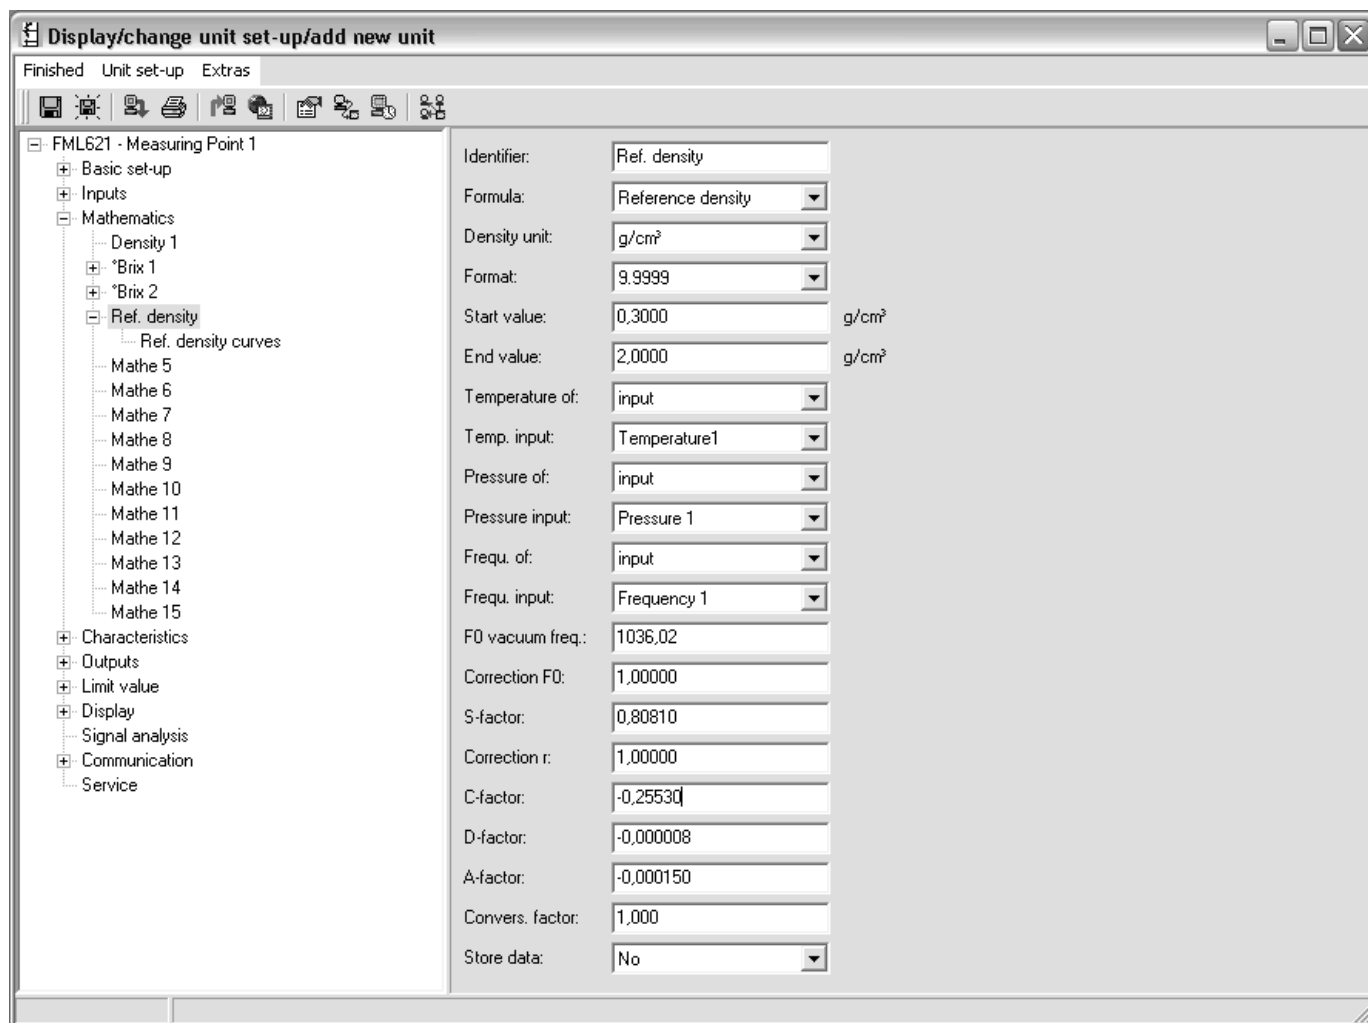 Display/change unit set-up/add new unit
Finished Unit set-up Extras
FML621 - Measuring Point 1
Basic set-up
Inputs
Mathematics
Density 1
°Brix 1
°Brix 2
Ref. density
Ref. density curves
Mathe 5
Mathe 6
Mathe 7
Mathe 8
Mathe 9
Mathe 10
Mathe 11
Mathe 12
Mathe 13
Mathe 14
Mathe 15
Characteristics
Outputs
Limit value
Display
Signal analysis
Communication
Service
Identifier: Ref. density
Formula: Reference density
Density unit: g/cm³
Format: 9.9999
Start value: 0,3000 g/cm³
End value: 2,0000 g/cm³
Temperature of: input
Temp. input: Temperature1
Pressure of: input
Pressure input: Pressure 1
Frequ. of: input
Frequ. input: Frequency 1
F0 vacuum freq.: 1036,02
Correction F0: 1,00000
S-factor: 0,80810
Correction r: 1,00000
C-factor: -0,25530
D-factor: -0,000008
A-factor: -0,000150
Convers. factor: 1,000
Store data: No